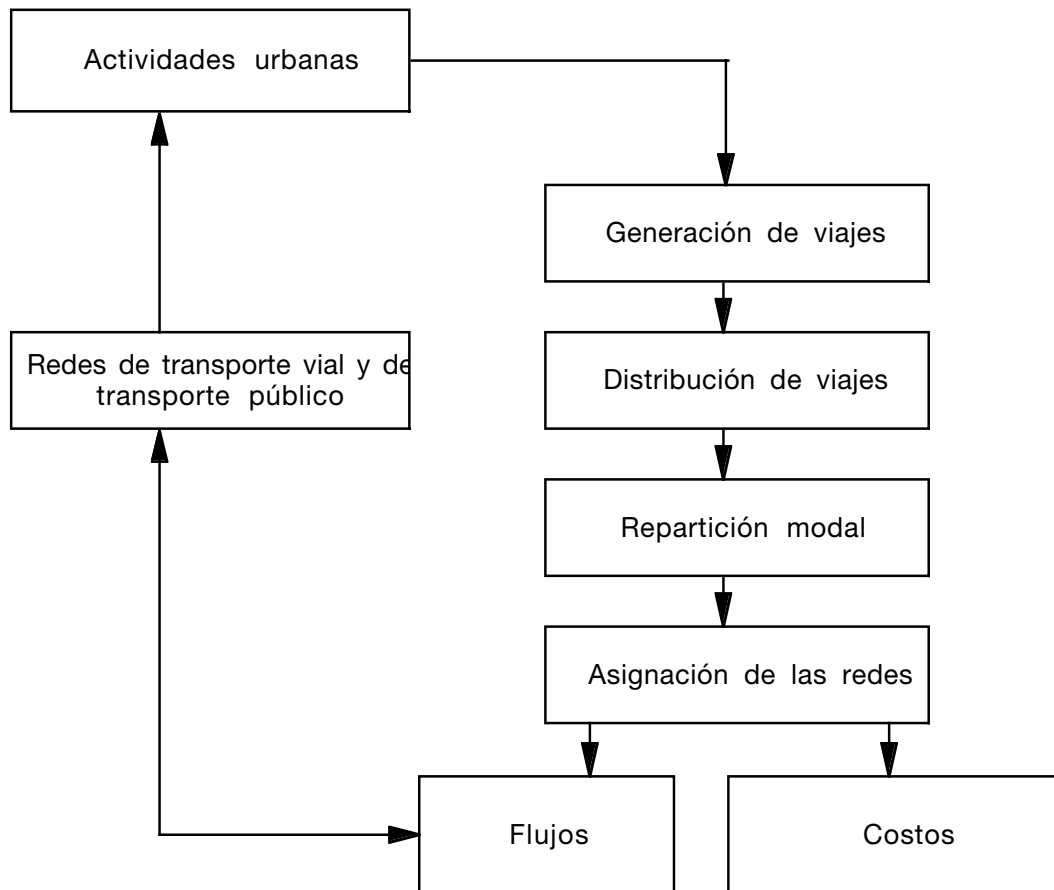 Actividades urbanas
Generación de viajes
Redes de transporte vial y de
transporte público
Distribución de viajes
Repartición modal
Asignación de las redes
Flujos
Costos